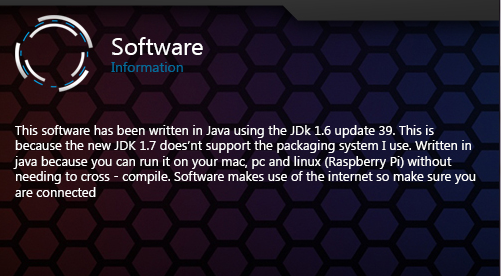 Software
Information
This software has been written in Java using the JDk 1.6 update 39. This is
because the new JDK 1.7 does'nt support the packaging system I use. Written in
java because you can run it on your mac, pc and linux (Raspberry Pi) without
needing to cross - compile. Software makes use of the internet so make sure you
are connected